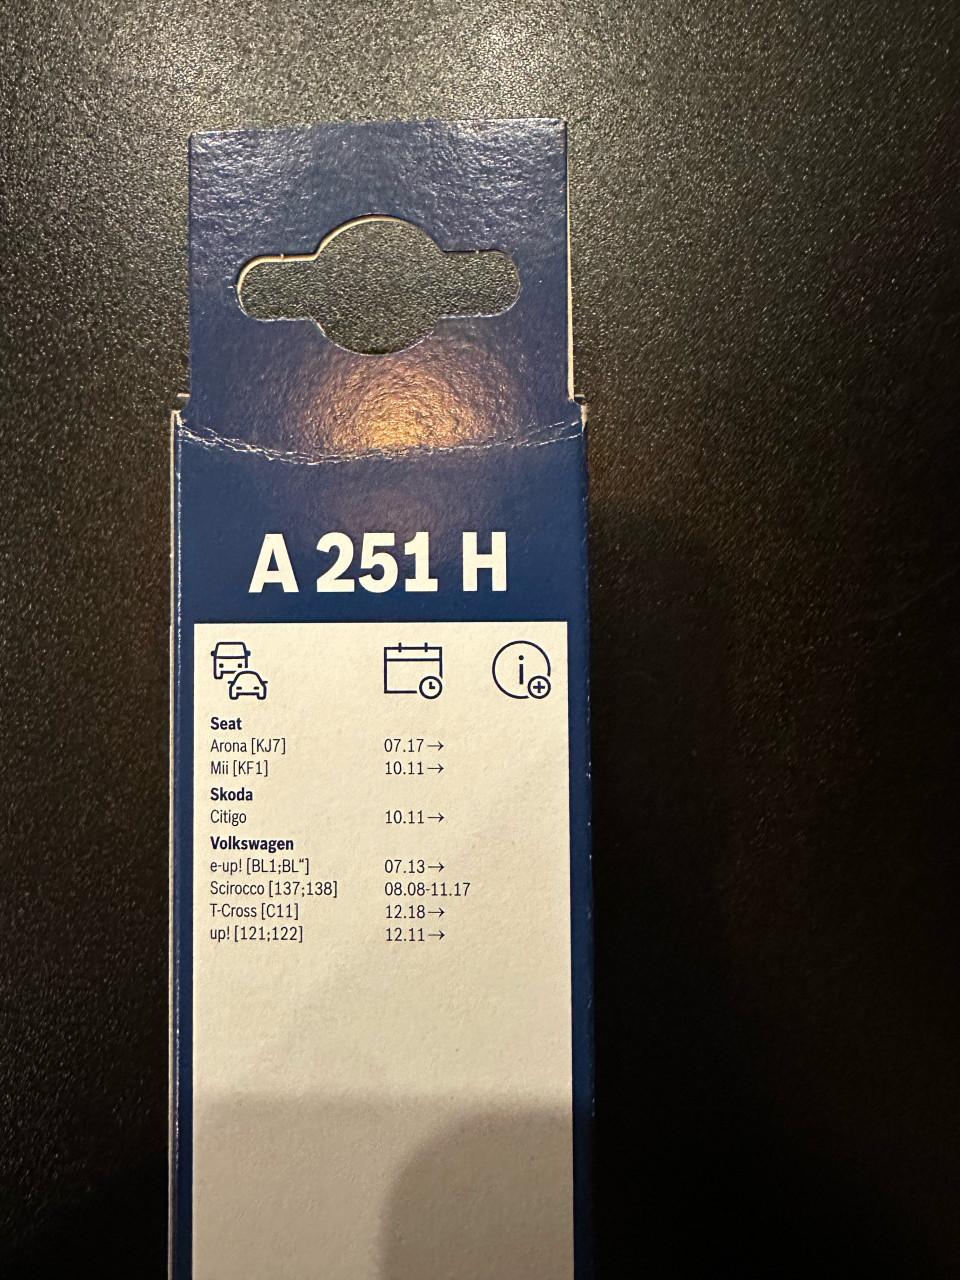 A 251 H
Seat
Arona [KJ7] 07.17→
Mii [KF1] 10.11→
Skoda
Citigo 10.11→
Volkswagen
e-up! [BL1;BL“] 07.13→
Scirocco [137;138] 08.08-11.17
T-Cross [C11] 12.18→
up! [121;122] 12.11→